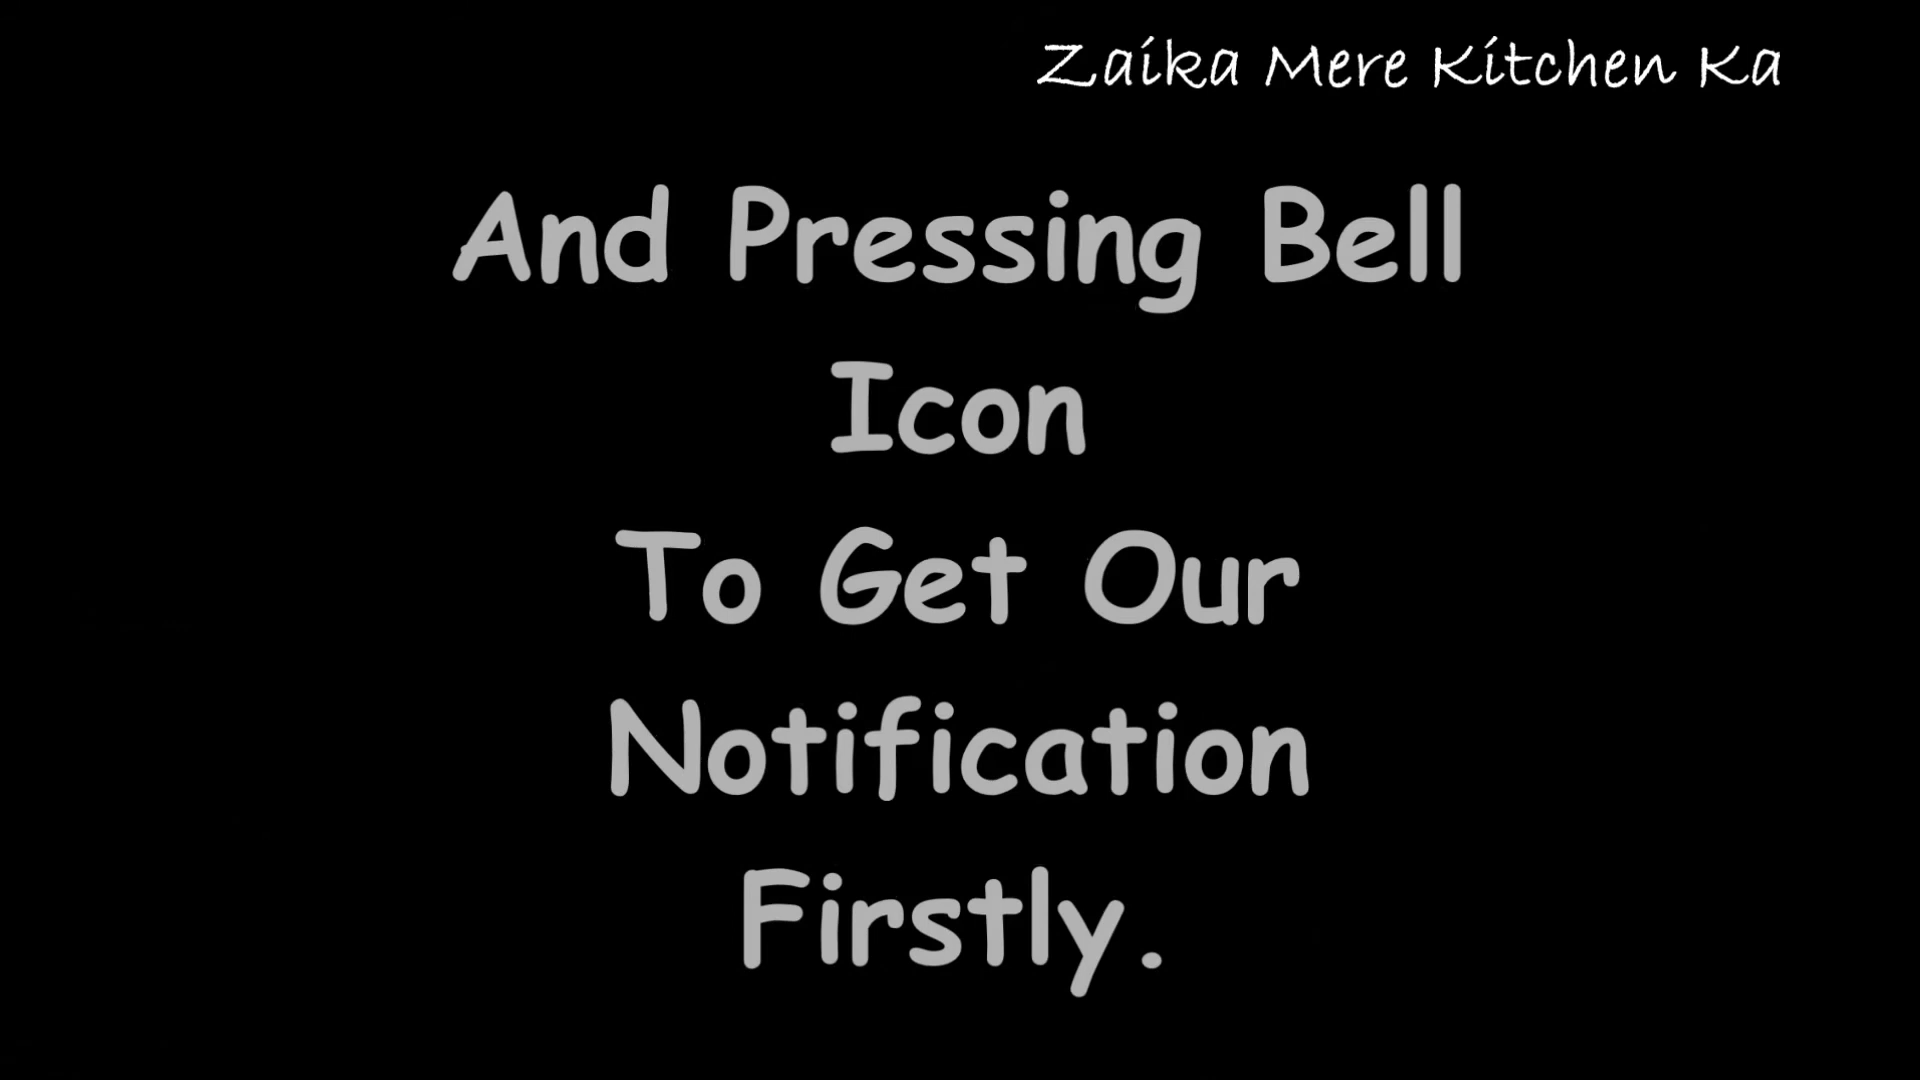 Zaika Mere Kitchen Ka
And Pressing Bell
Icon
To Get Our
Notification
Firstly.